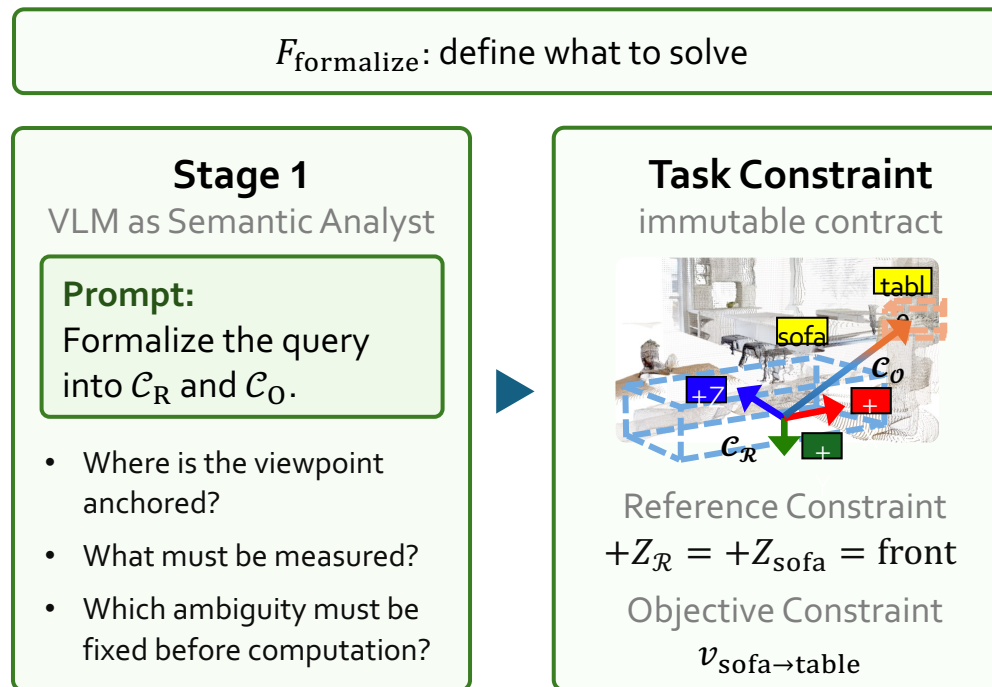 F_formalize: define what to solve
Stage 1
VLM as Semantic Analyst
Prompt:
Formalize the query
into 𝒞_R and 𝒞_O.
• Where is the viewpoint
anchored?
• What must be measured?
• Which ambiguity must be
fixed before computation?
Task Constraint
immutable contract
tabl
sofa
𝒞_𝒪
+Z
+
𝒞_ℛ
+
Reference Constraint
+Z_ℛ = +Z_sofa = front
Objective Constraint
v_sofa→table